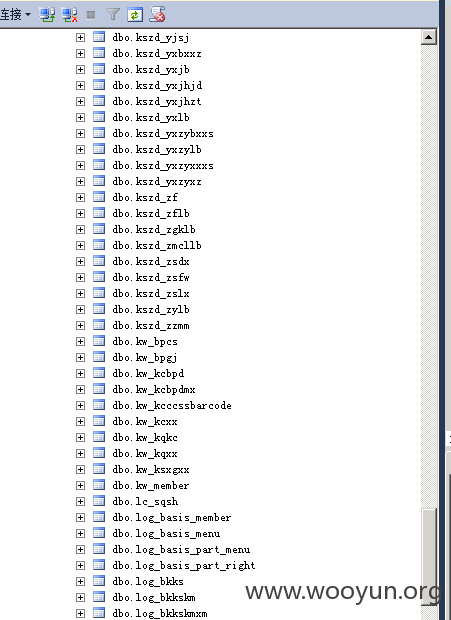 连接
dbo.kszd_yjsj
dbo.kszd_yxbxxz
dbo.kszd_yxjb
dbo.kszd_yxjhjd
dbo.kszd_yxjhzt
dbo.kszd_yxlb
dbo.kszd_yxzybxxs
dbo.kszd_yxzylb
dbo.kszd_yxzyxxxs
dbo.kszd_yxzyxz
dbo.kszd_zf
dbo.kszd_zflb
dbo.kszd_zgklb
dbo.kszd_zmcllb
dbo.kszd_zsdx
dbo.kszd_zsfw
dbo.kszd_zslx
dbo.kszd_zylb
dbo.kszd_zzmm
dbo.kw_bpcs
dbo.kw_bpgj
dbo.kw_kcbpd
dbo.kw_kcbpdmx
dbo.kw_kcccssbarcode
dbo.kw_kcxx
dbo.kw_kqkc
dbo.kw_kqxx
dbo.kw_ksxgxx
dbo.kw_member
dbo.lc_sqsh
dbo.log_basis_member
dbo.log_basis_menu
dbo.log_basis_part_menu
dbo.log_basis_part_right
dbo.log_bkks
dbo.log_bkkskm
dbo.log_bkkskmxm
www.wooyun.org